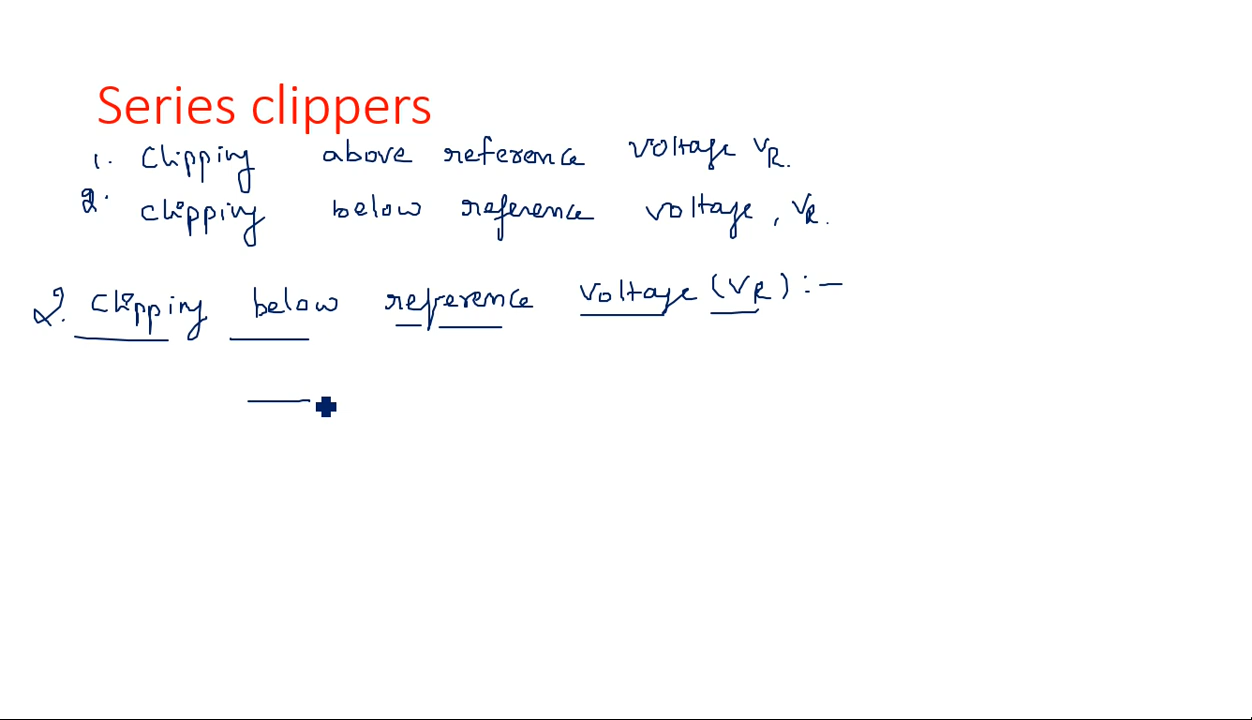 Series clippers
1. Clipping above reference voltage VR.
2. Clipping below reference voltage, VR.
2. Clipping below reference voltage (VR) :-